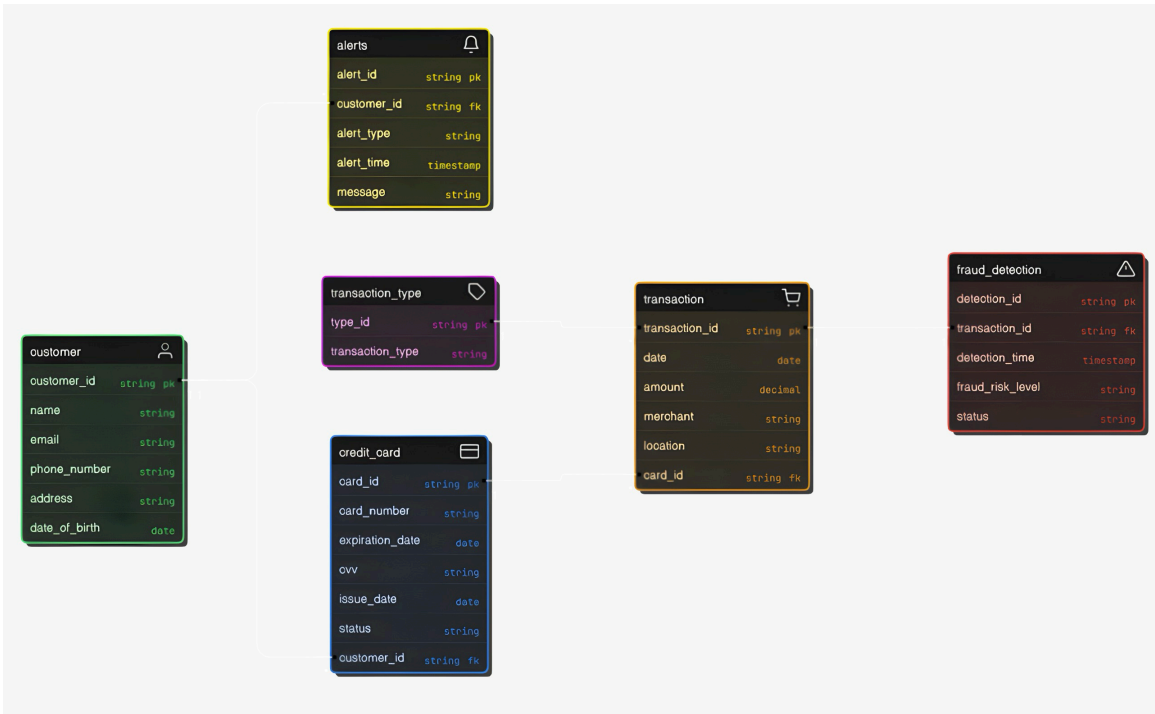 alerts
alert_id string pk
customer_id string fk
alert_type string
alert_time timestamp
message string
transaction_type
type_id string pk
transaction_type string
customer
customer_id string pk
name string
email string
phone_number string
address string
date_of_birth date
credit_card
card_id string pk
card_number string
expiration_date date
cvv string
issue_date date
status string
customer_id string fk
transaction
transaction_id string pk
date date
amount decimal
merchant string
location string
card_id string fk
fraud_detection
detection_id string pk
transaction_id string fk
detection_time timestamp
fraud_risk_level string
status string